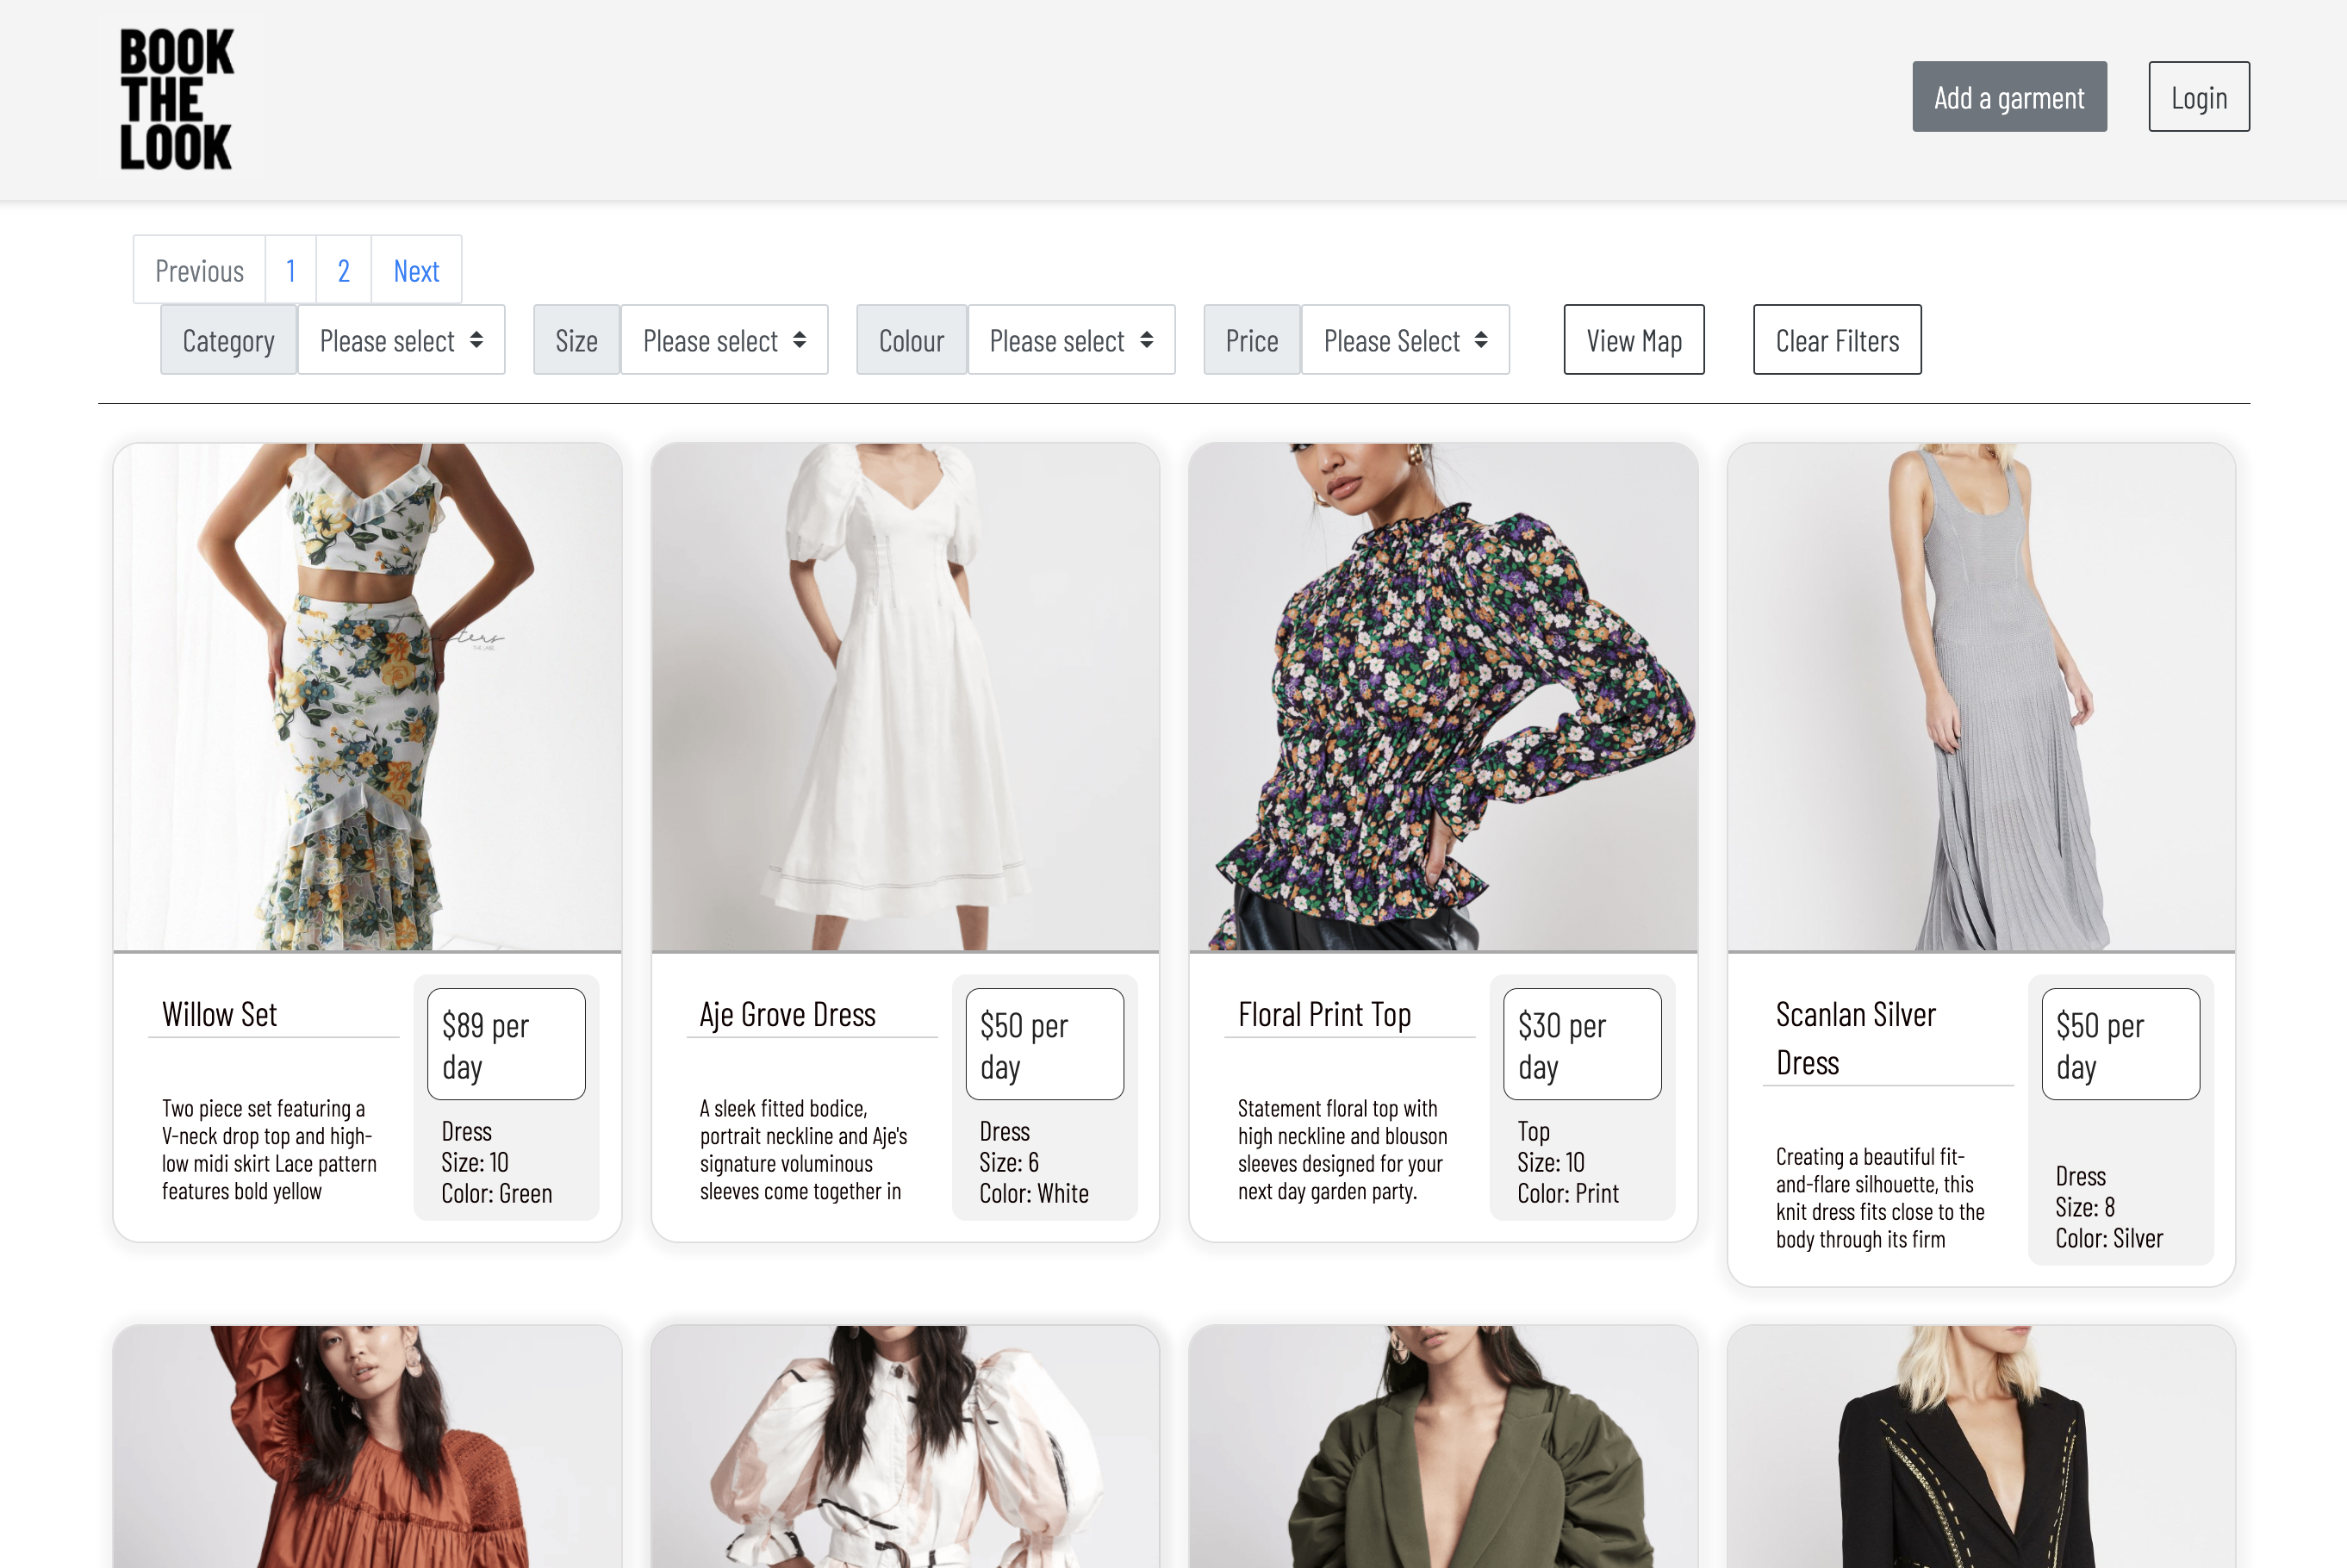 BOOK
THE
LOOK
Add a garment
Login
Previous 1 2 Next
Category Please select Size Please select Colour Please select Price Please Select View Map Clear Filters
THE LABEL
Willow Set
$89 per
day
Two piece set featuring a
V-neck drop top and high-
low midi skirt Lace pattern
features bold yellow
Dress
Size: 10
Color: Green
Aje Grove Dress
$50 per
day
A sleek fitted bodice,
portrait neckline and Aje's
signature voluminous
sleeves come together in
Dress
Size: 6
Color: White
Floral Print Top
$30 per
day
Statement floral top with
high neckline and blouson
sleeves designed for your
next day garden party.
Top
Size: 10
Color: Print
Scanlan Silver
Dress
$50 per
day
Creating a beautiful fit-
and-flare silhouette, this
knit dress fits close to the
body through its firm
Dress
Size: 8
Color: Silver